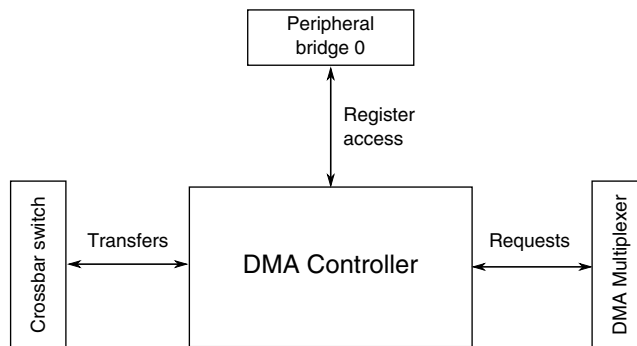 Peripheral
bridge 0
Register
access
Crossbar switch
Transfers
DMA Controller
Requests
DMA Multiplexer